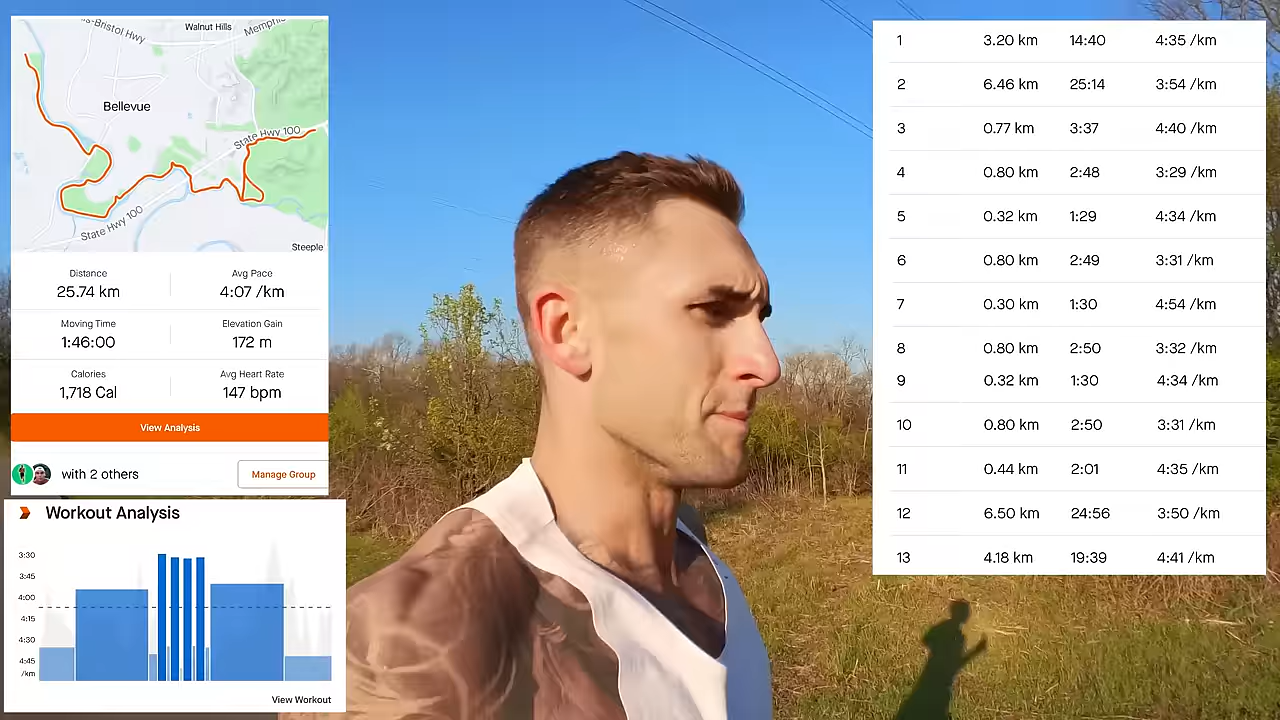 is-Bristol Hwy
Walnut Hills
Memphis
Bellevue
State Hwy 100
State Hwy 100
Steeple
Distance Avg Pace
25.74 km 4:07 /km
Moving Time Elevation Gain
1:46:00 172 m
Calories Avg Heart Rate
1,718 Cal 147 bpm
View Analysis
with 2 others Manage Group
Workout Analysis
3:30
3:45
4:00
4:15
4:30
4:45
/km
View Workout
1 3.20 km 14:40 4:35 /km
2 6.46 km 25:14 3:54 /km
3 0.77 km 3:37 4:40 /km
4 0.80 km 2:48 3:29 /km
5 0.32 km 1:29 4:34 /km
6 0.80 km 2:49 3:31 /km
7 0.30 km 1:30 4:54 /km
8 0.80 km 2:50 3:32 /km
9 0.32 km 1:30 4:34 /km
10 0.80 km 2:50 3:31 /km
11 0.44 km 2:01 4:35 /km
12 6.50 km 24:56 3:50 /km
13 4.18 km 19:39 4:41 /km